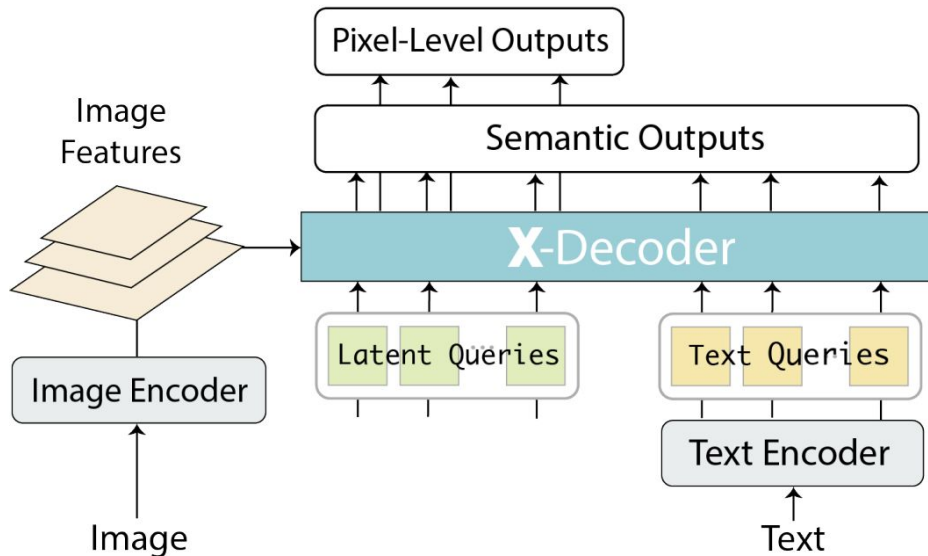 Pixel-Level Outputs
Image
Features
Semantic Outputs
X-Decoder
Latent Queries
Text Queries
Image Encoder
Text Encoder
Image
Text